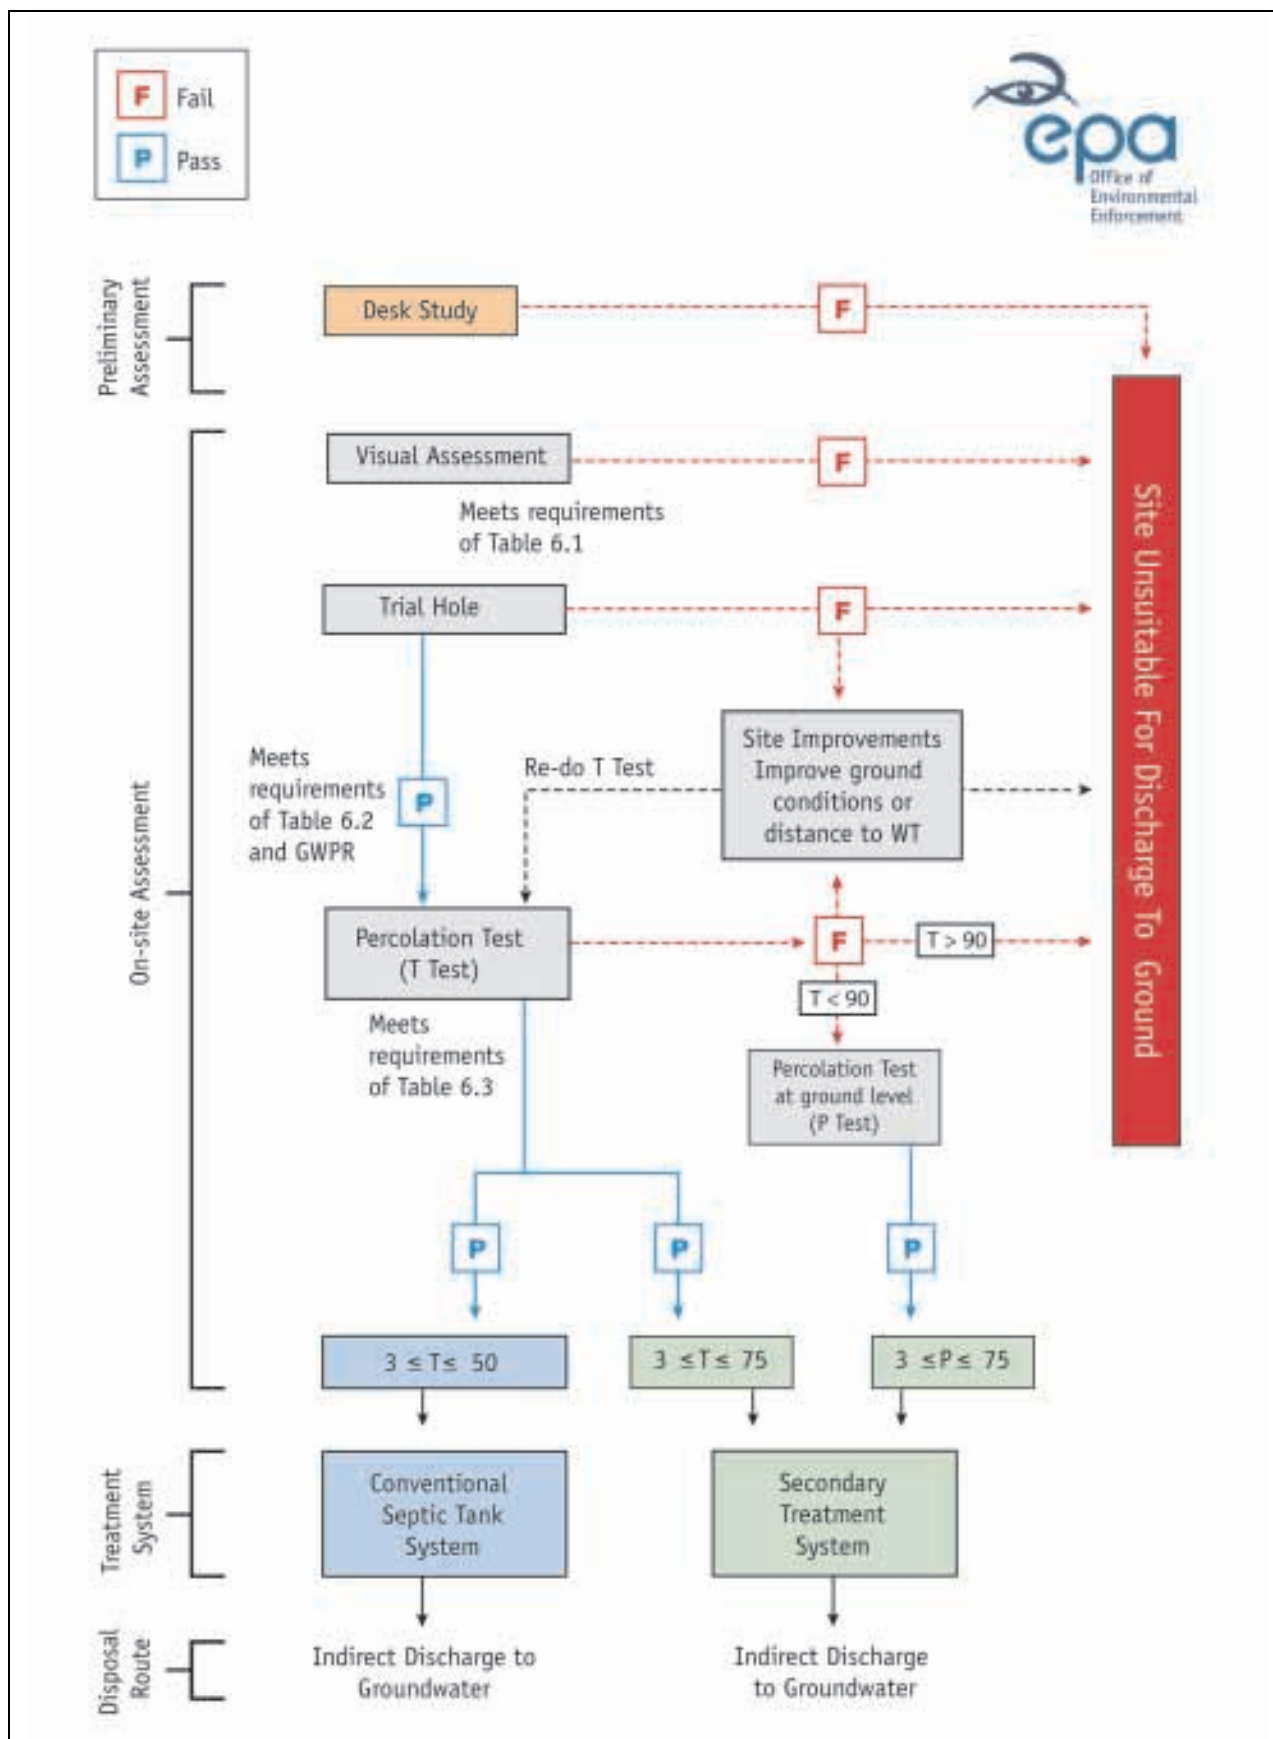 F Fail
P Pass
epa
Office of
Environmental
Enforcement
Preliminary
Assessment
Desk Study
F
Site Unsuitable For Discharge To Ground
On-site Assessment
Visual Assessment
F
Meets requirements
of Table 6.1
Trial Hole
F
Meets
requirements
of Table 6.2
and GWPR
P
Re-do T Test
Site Improvements
Improve ground
conditions or
distance to WT
Percolation Test
(T Test)
F
T > 90
T < 90
Meets
requirements
of Table 6.3
Percolation Test
at ground level
(P Test)
P
P
P
3 ≤T≤ 50
3 ≤T≤ 75
3 ≤P≤ 75
Treatment
System
Conventional
Septic Tank
System
Secondary
Treatment
System
Disposal
Route
Indirect Discharge to
Groundwater
Indirect Discharge
to Groundwater